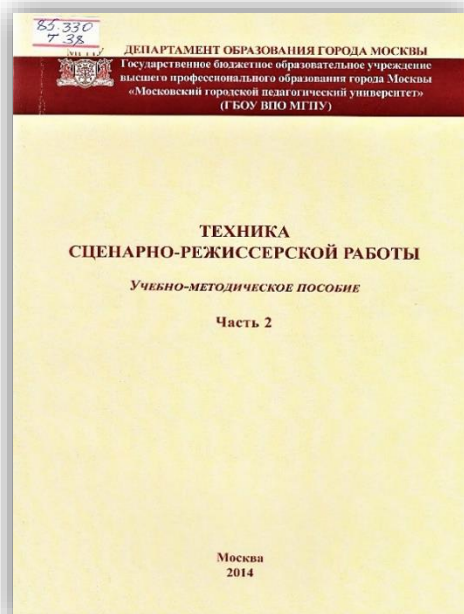 85.330
Т 38
ДЕПАРТАМЕНТ ОБРАЗОВАНИЯ ГОРОДА МОСКВЫ
Государственное бюджетное образовательное учреждение
высшего профессионального образования города Москвы
«Московский городской педагогический университет»
(ГБОУ ВПО МГПУ)
ТЕХНИКА
СЦЕНАРНО-РЕЖИССЕРСКОЙ РАБОТЫ
УЧЕБНО-МЕТОДИЧЕСКОЕ ПОСОБИЕ
Часть 2
Москва
2014